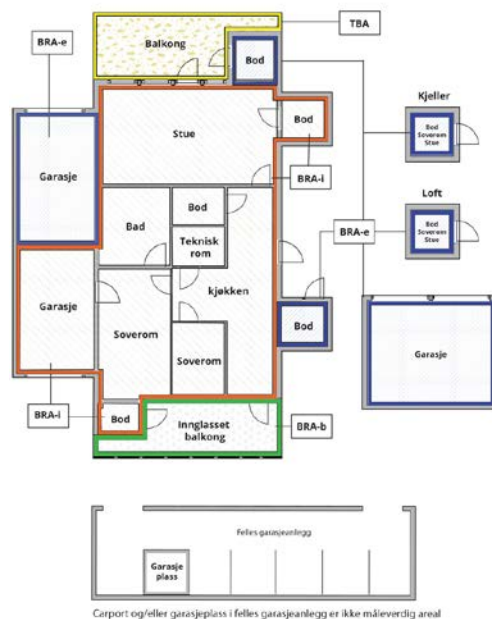 TBA
BRA-e
Balkong
Bod
Kjeller
Bod
Soverom
Stue
Stue
Bod
Garasje
BRA-i
Loft
Bod
Soverom
Stue
Bad
Bod
Teknisk
rom
BRA-e
kjøkken
Garasje
Soverom
Soverom
Bod
Garasje
BRA-i
Bod
Innglasset
balkong
BRA-b
Felles garasjeanlegg
Garasje
plass
Carport og/eller garasjeplass i felles garasjeanlegg er ikke måleverdig areal